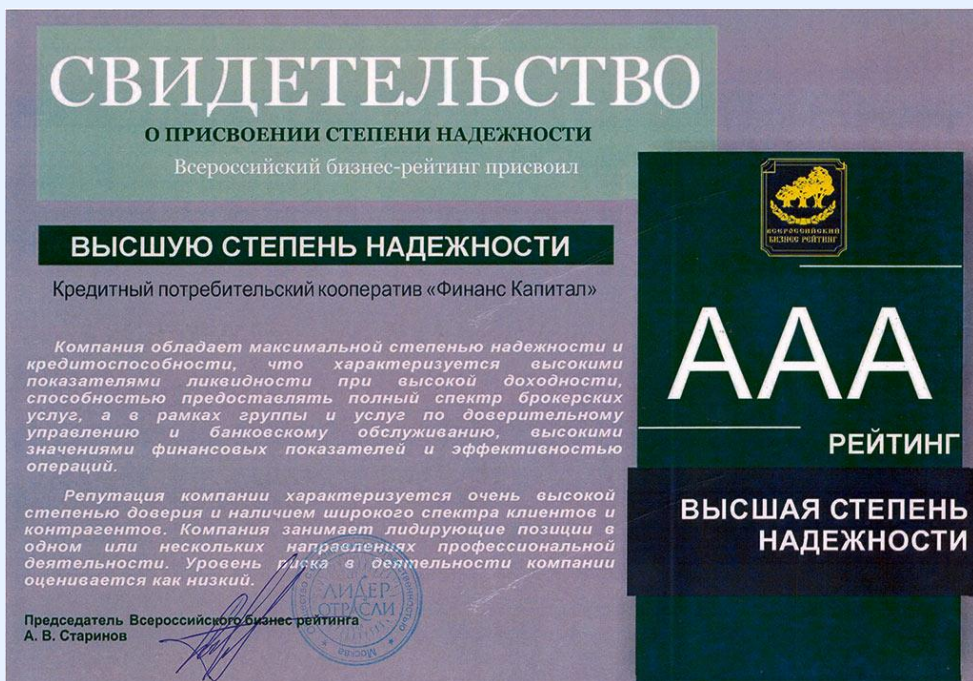 СВИДЕТЕЛЬСТВО
О ПРИСВОЕНИИ СТЕПЕНИ НАДЕЖНОСТИ
Всероссийский бизнес-рейтинг присвоил
ВЫСШУЮ СТЕПЕНЬ НАДЕЖНОСТИ
Кредитный потребительский кооператив «Финанс Капитал»
Компания обладает максимальной степенью надежности и
кредитоспособности, что характеризуется высокими
показателями ликвидности при высокой доходности,
способностью предоставлять полный спектр брокерских
услуг, а в рамках группы и услуг по доверительному
управлению и банковскому обслуживанию, высокими
значениями финансовых показателей и эффективностью
операций.
Репутация компании характеризуется очень высокой
степенью доверия и наличием широкого спектра клиентов и
контрагентов. Компания занимает лидирующие позиции в
одном или нескольких направлениях профессиональной
деятельности. Уровень риска в деятельности компании
оценивается как низкий.
Председатель Всероссийского бизнес рейтинга
А. В. Старинов
ЛИДЕР
ОТРАСЛИ
Москва
ВСЕРОССИЙСКИЙ
БИЗНЕС РЕЙТИНГ
ААА
РЕЙТИНГ
ВЫСШАЯ СТЕПЕНЬ
НАДЕЖНОСТИ